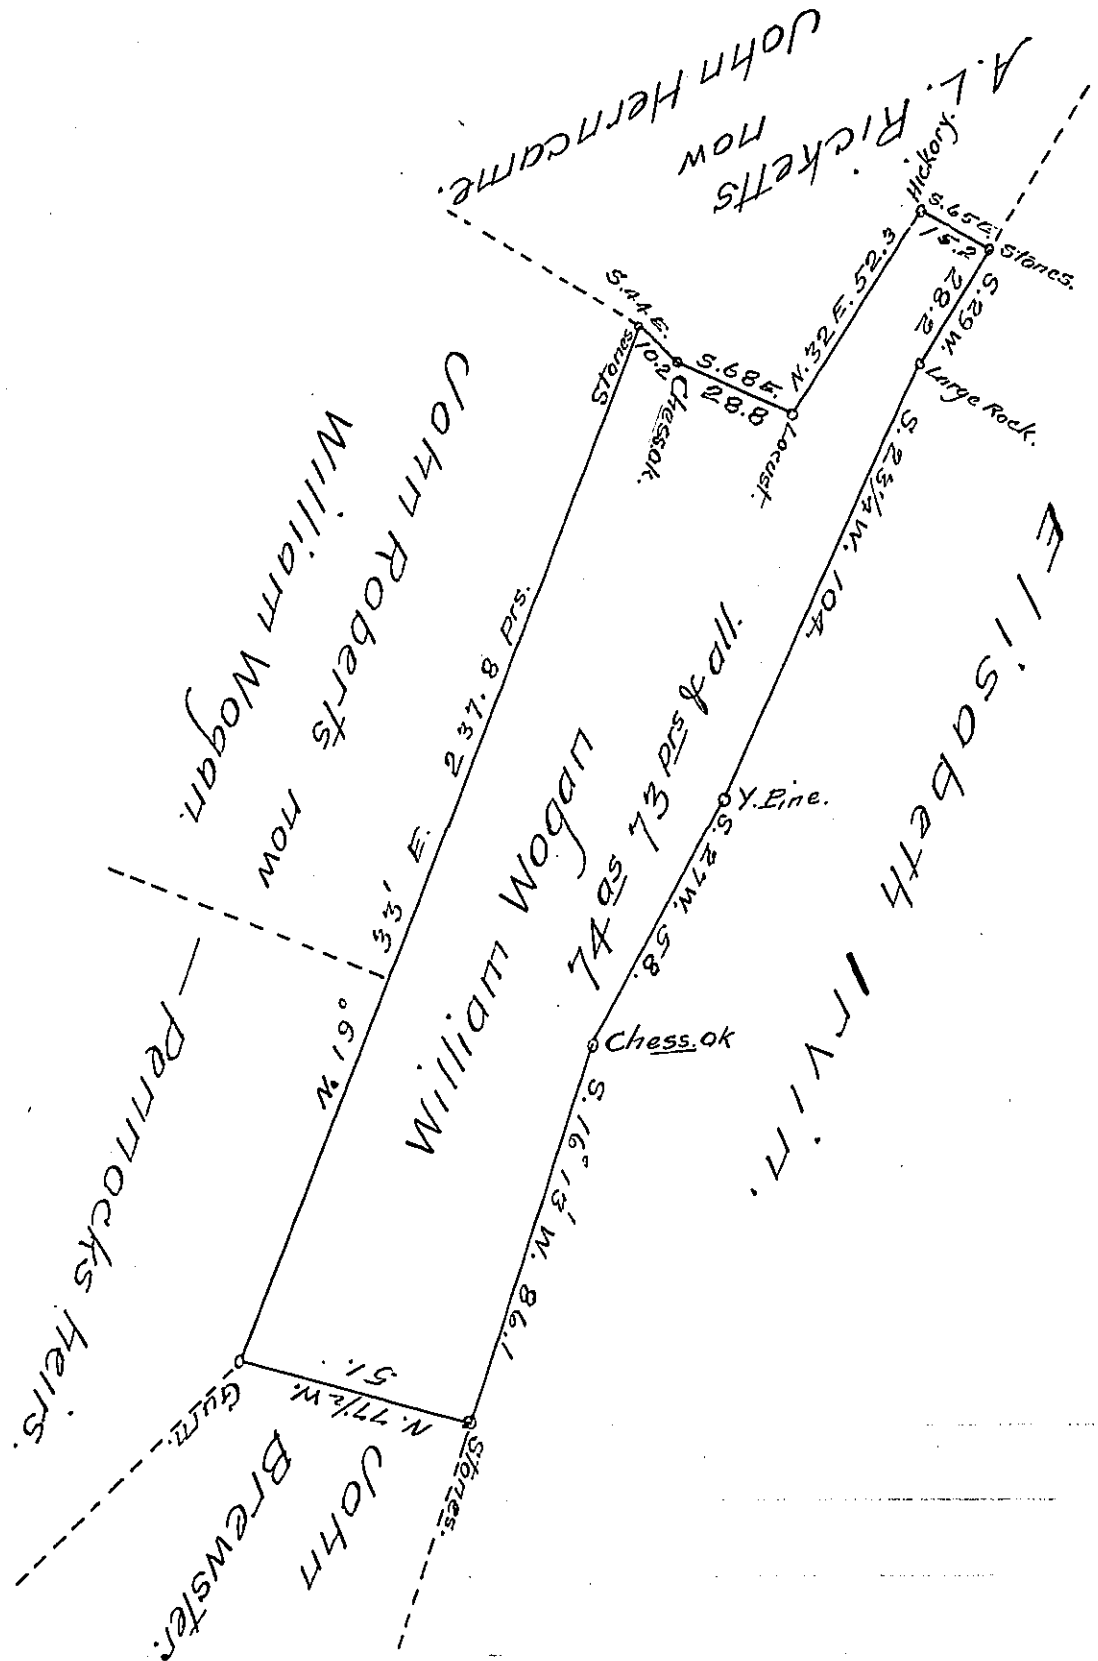 A. L. Ricketts
now
John Herncame.
Hickory.
S. 65 E.
15.2
Stones.
S. 29 W.
28.2
Large Rock.
N. 32 E. 52.3
Locust.
S. 68 E.
28.8
Chess.ok.
S. 44 E.
10.2
Stones
John Roberts now
William Wogan.
N. 19° 33' E. 237.8 prs.
William Wogan
74 as 73 prs & all.
S. 23 1/4 W. 104.
Y. Pine.
S. 27 W. 58.
Chess.ok
S. 16° 13' W. 86.1
Elisabeth Irvin.
Pennocks heirs.
Gum.
N. 77 1/2 W.
51.
Stones.
John
Brewster.